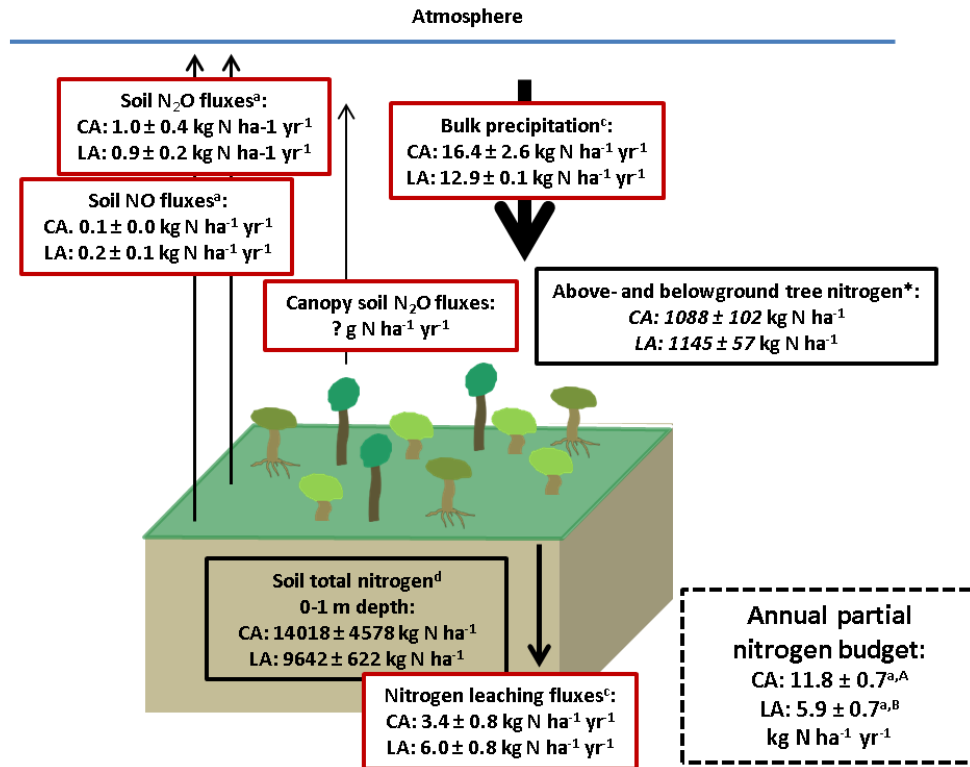 Atmosphere
Soil N₂O fluxesᵃ:
CA: 1.0 ± 0.4 kg N ha-1 yr⁻¹
LA: 0.9 ± 0.2 kg N ha-1 yr⁻¹
Soil NO fluxesᵃ:
CA. 0.1 ± 0.0 kg N ha⁻¹ yr⁻¹
LA: 0.2 ± 0.1 kg N ha⁻¹ yr⁻¹
Bulk precipitationᶜ:
CA: 16.4 ± 2.6 kg N ha⁻¹ yr⁻¹
LA: 12.9 ± 0.1 kg N ha⁻¹ yr⁻¹
Canopy soil N₂O fluxes:
? g N ha⁻¹ yr⁻¹
Above- and belowground tree nitrogen*:
CA: 1088 ± 102 kg N ha⁻¹
LA: 1145 ± 57 kg N ha⁻¹
Soil total nitrogenᵈ
0-1 m depth:
CA: 14018 ± 4578 kg N ha⁻¹
LA: 9642 ± 622 kg N ha⁻¹
Nitrogen leaching fluxesᶜ:
CA: 3.4 ± 0.8 kg N ha⁻¹ yr⁻¹
LA: 6.0 ± 0.8 kg N ha⁻¹ yr⁻¹
Annual partial
nitrogen budget:
CA: 11.8 ± 0.7ᵃ,ᴬ
LA: 5.9 ± 0.7ᵃ,ᴮ
kg N ha⁻¹ yr⁻¹